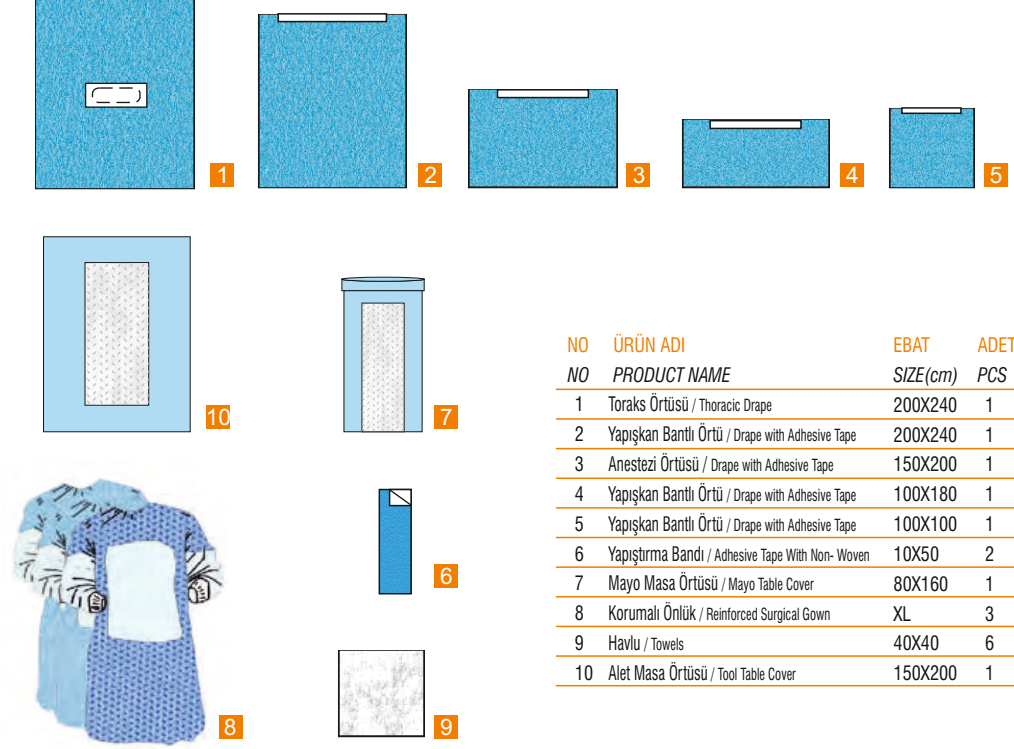 1
2
3
4
5
10
7
6
8
9
NO ÜRÜN ADI EBAT ADET
NO PRODUCT NAME SIZE(cm) PCS
1 Toraks Örtüsü / Thoracic Drape 200X240 1
2 Yapışkan Bantlı Örtü / Drape with Adhesive Tape 200X240 1
3 Anestezi Örtüsü / Drape with Adhesive Tape 150X200 1
4 Yapışkan Bantlı Örtü / Drape with Adhesive Tape 100X180 1
5 Yapışkan Bantlı Örtü / Drape with Adhesive Tape 100X100 1
6 Yapıştırma Bandı / Adhesive Tape With Non- Woven 10X50 2
7 Mayo Masa Örtüsü / Mayo Table Cover 80X160 1
8 Korumalı Önlük / Reinforced Surgical Gown XL 3
9 Havlu / Towels 40X40 6
10 Alet Masa Örtüsü / Tool Table Cover 150X200 1